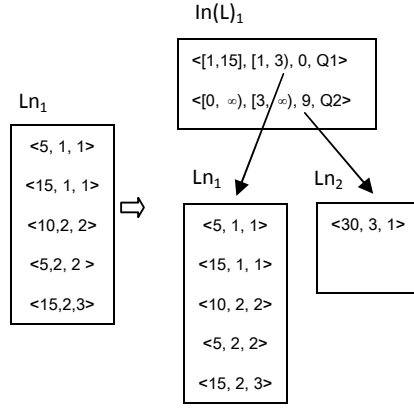 In(L)₁
<[1,15], [1, 3), 0, Q1>
<[0, ∞), [3, ∞), 9, Q2>
Ln₁
<5, 1, 1>
<15, 1, 1>
<10,2, 2>
<5,2, 2 >
<15,2,3>
Ln₁
<5, 1, 1>
<15, 1, 1>
<10, 2, 2>
<5, 2, 2>
<15, 2, 3>
Ln₂
<30, 3, 1>